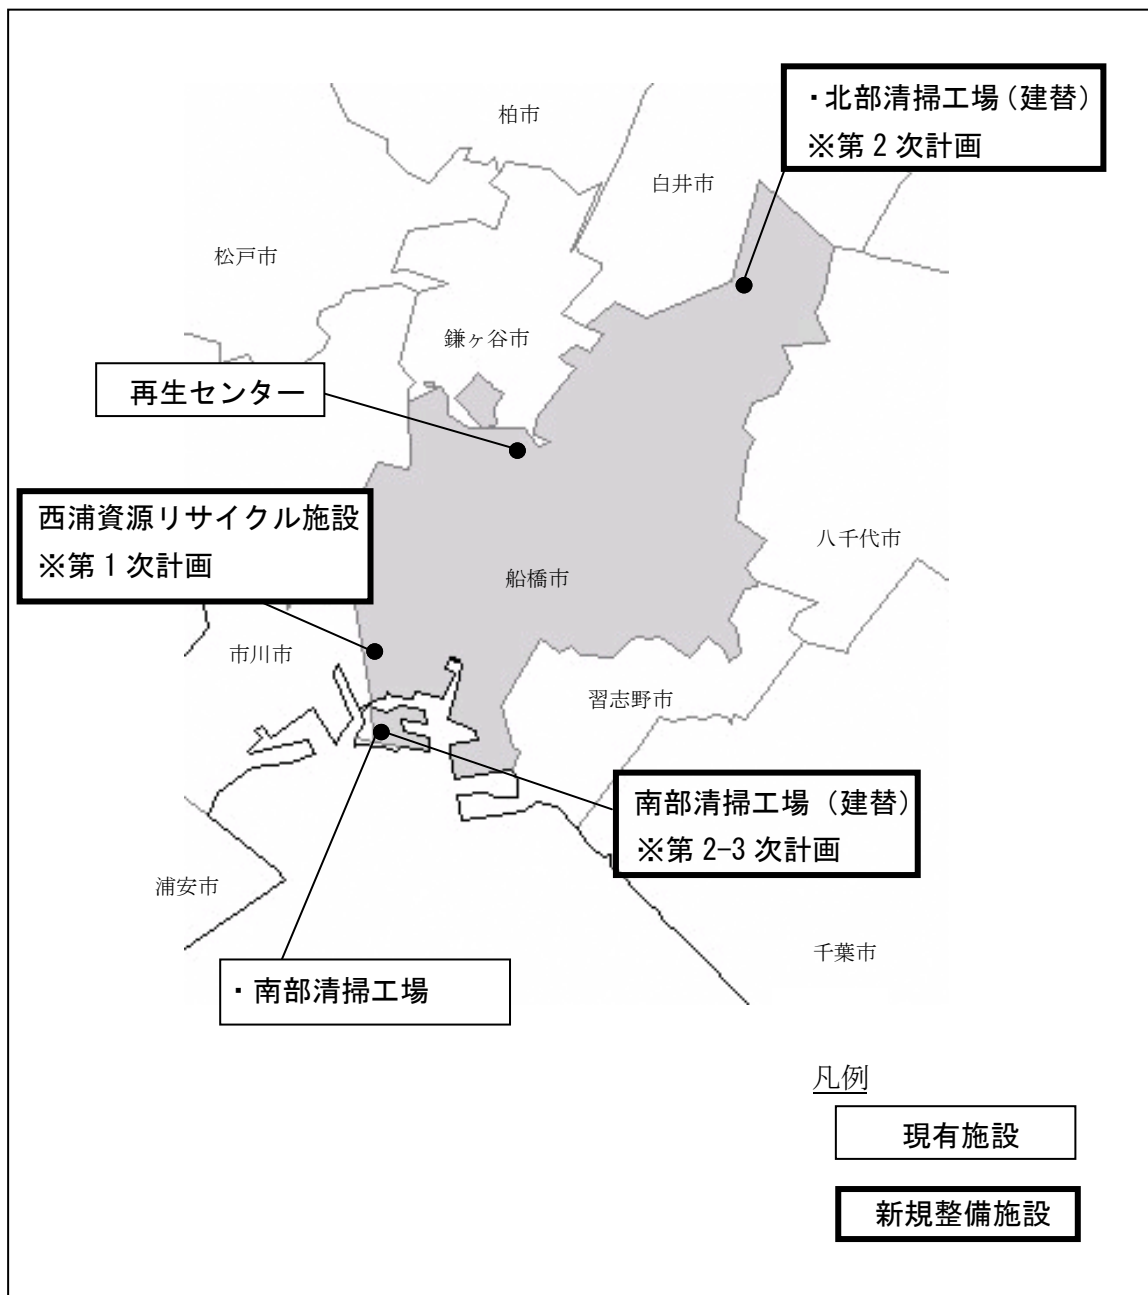 ・北部清掃工場（建替）
※第２次計画
柏市
白井市
松戸市
鎌ヶ谷市
再生センター
西浦資源リサイクル施設
※第１次計画
八千代市
船橋市
市川市
習志野市
南部清掃工場（建替）
※第2-3次計画
浦安市
千葉市
・南部清掃工場
凡例
現有施設
新規整備施設